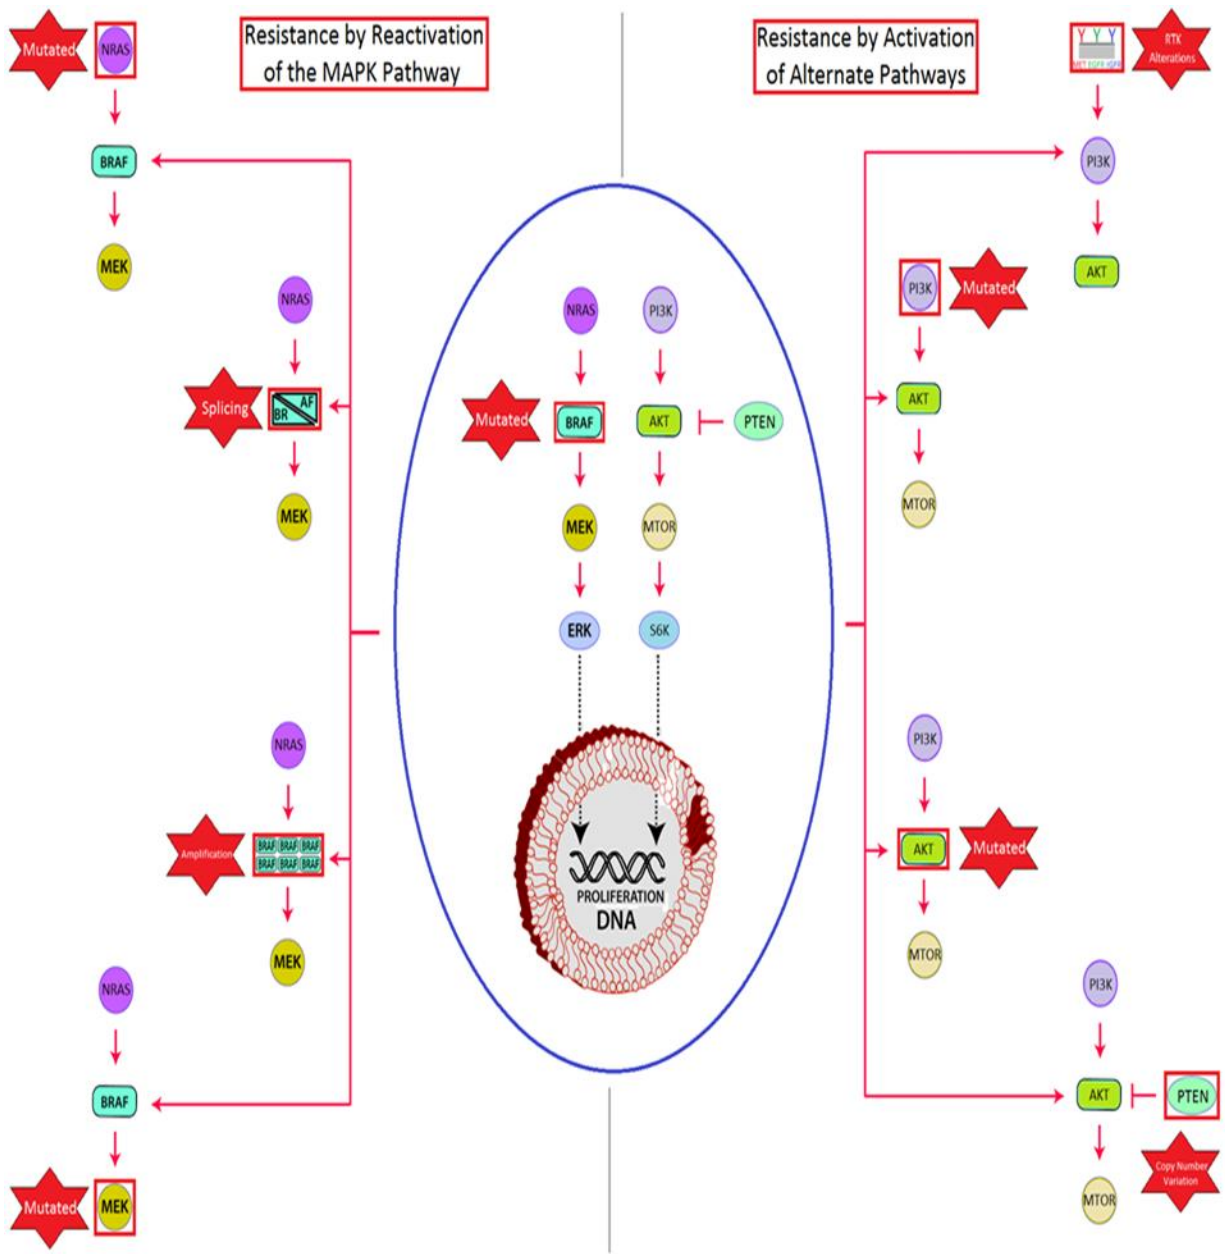 Resistance by Reactivation
of the MAPK Pathway
Mutated
NRAS
BRAF
MEK
NRAS
Splicing
BR AF
MEK
NRAS
Amplification
BRAF BRAF BRAF
BRAF BRAF BRAF
MEK
NRAS
BRAF
Mutated
MEK
NRAS
PI3K
Mutated
BRAF
AKT
PTEN
MEK
MTOR
ERK
S6K
PROLIFERATION
DNA
Resistance by Activation
of Alternate Pathways
MET EGFR IGFR
RTK
Alterations
PI3K
AKT
PI3K
Mutated
AKT
MTOR
PI3K
AKT
Mutated
MTOR
PI3K
AKT
PTEN
Copy Number
Variation
MTOR